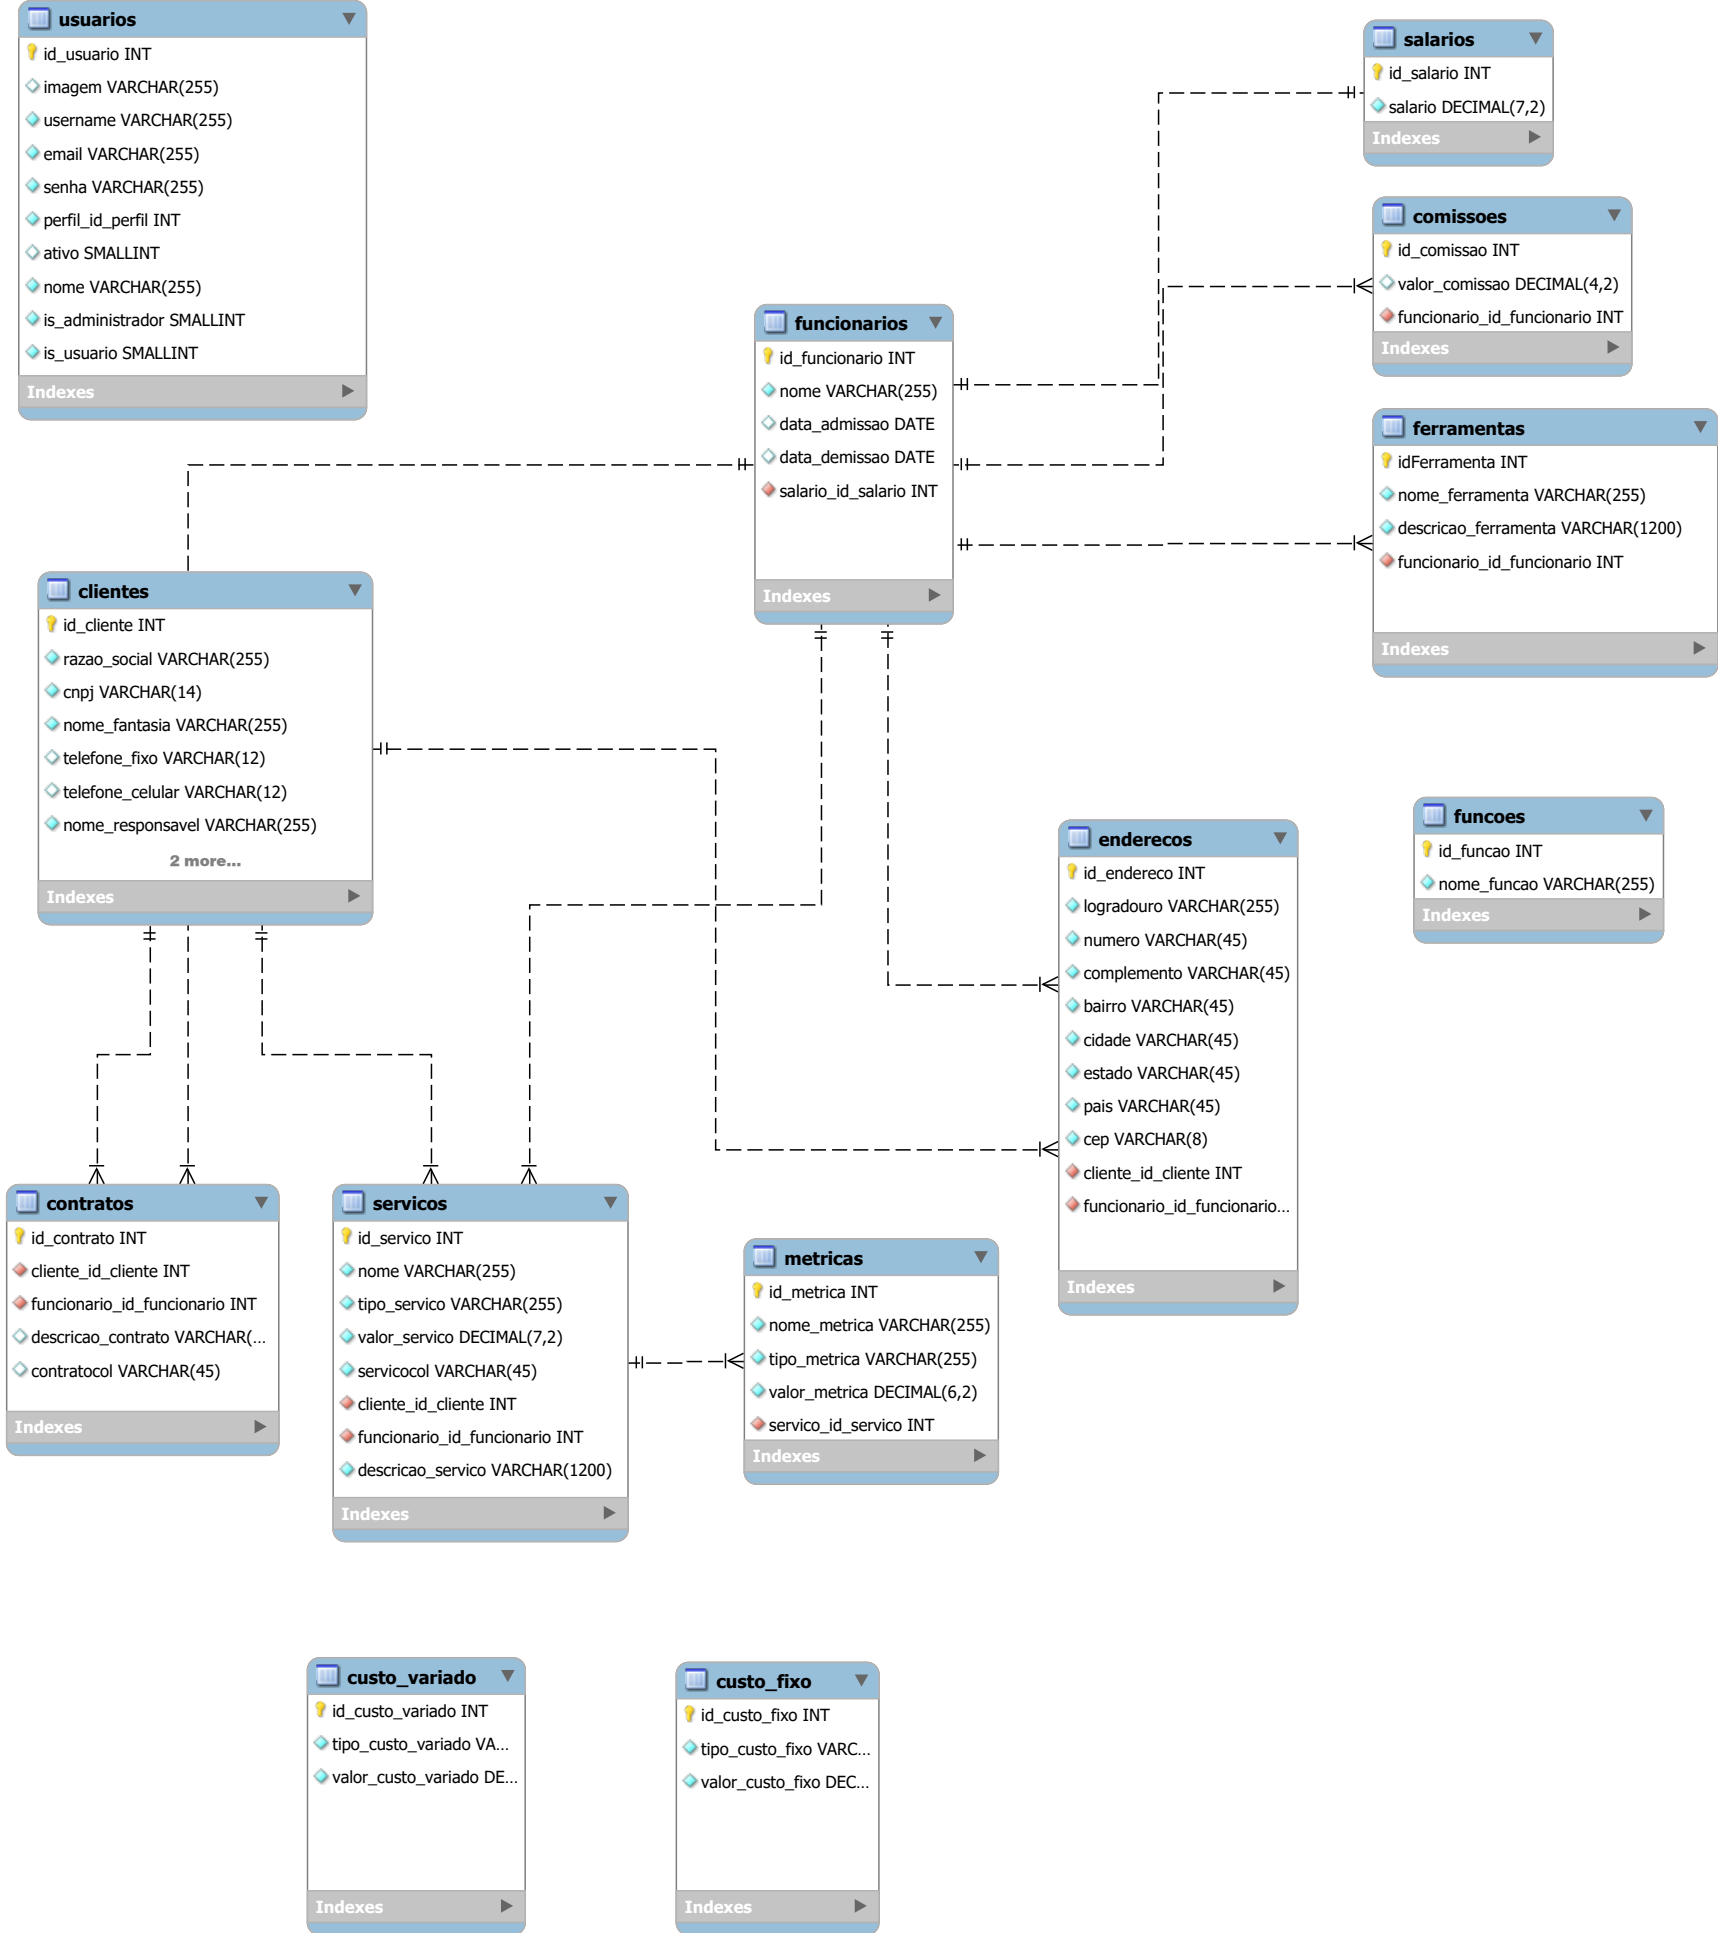 usuarios
id_usuario INT
imagem VARCHAR(255)
username VARCHAR(255)
email VARCHAR(255)
senha VARCHAR(255)
perfil_id_perfil INT
ativo SMALLINT
nome VARCHAR(255)
is_administrador SMALLINT
is_usuario SMALLINT
Indexes
salarios
id_salario INT
salario DECIMAL(7,2)
Indexes
comissoes
id_comissao INT
valor_comissao DECIMAL(4,2)
funcionario_id_funcionario INT
Indexes
funcionarios
id_funcionario INT
nome VARCHAR(255)
data_admissao DATE
data_demissao DATE
salario_id_salario INT
Indexes
ferramentas
idFerramenta INT
nome_ferramenta VARCHAR(255)
descricao_ferramenta VARCHAR(1200)
funcionario_id_funcionario INT
Indexes
clientes
id_cliente INT
razao_social VARCHAR(255)
cnpj VARCHAR(14)
nome_fantasia VARCHAR(255)
telefone_fixo VARCHAR(12)
telefone_celular VARCHAR(12)
nome_responsavel VARCHAR(255)
2 more...
Indexes
enderecos
id_endereco INT
logradouro VARCHAR(255)
numero VARCHAR(45)
complemento VARCHAR(45)
bairro VARCHAR(45)
cidade VARCHAR(45)
estado VARCHAR(45)
pais VARCHAR(45)
cep VARCHAR(8)
cliente_id_cliente INT
funcionario_id_funcionario...
Indexes
funcoes
id_funcao INT
nome_funcao VARCHAR(255)
Indexes
contratos
id_contrato INT
cliente_id_cliente INT
funcionario_id_funcionario INT
descricao_contrato VARCHAR(...
contratocol VARCHAR(45)
Indexes
servicos
id_servico INT
nome VARCHAR(255)
tipo_servico VARCHAR(255)
valor_servico DECIMAL(7,2)
servicocol VARCHAR(45)
cliente_id_cliente INT
funcionario_id_funcionario INT
descricao_servico VARCHAR(1200)
Indexes
metricas
id_metrica INT
nome_metrica VARCHAR(255)
tipo_metrica VARCHAR(255)
valor_metrica DECIMAL(6,2)
servico_id_servico INT
Indexes
custo_variado
id_custo_variado INT
tipo_custo_variado VA...
valor_custo_variado DE...
Indexes
custo_fixo
id_custo_fixo INT
tipo_custo_fixo VARC...
valor_custo_fixo DEC...
Indexes